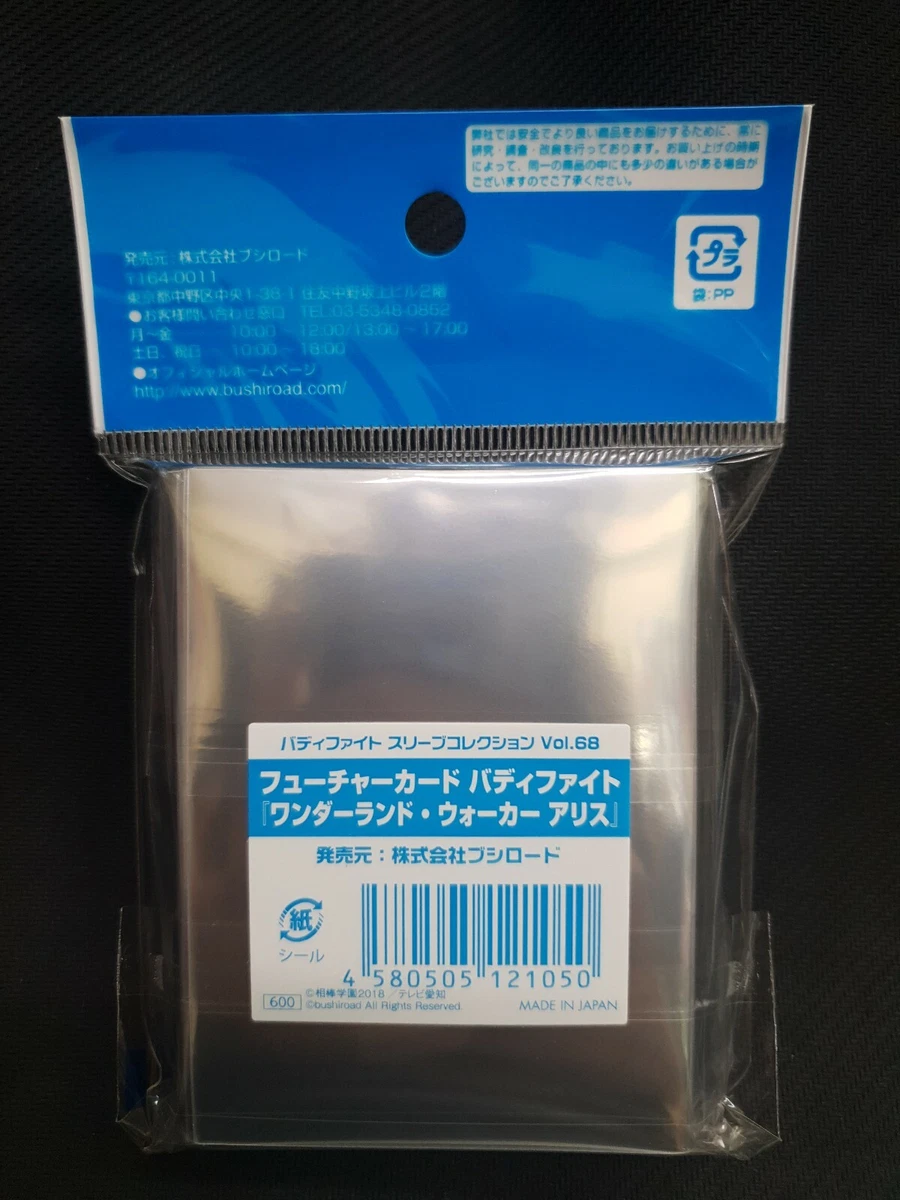 弊社では安全でより良い商品をお届けするために、常に
研究・調査・改良を行っております。お買い上げの時期
によって、同一の商品の中にも多少の違いがある場合が
ございますのでご了承ください。
プラ
袋:PP
発売元:株式会社ブシロード
〒164-0011
東京都中野区中央1-38-1 住友中野坂上ビル2階
●お客様問い合わせ窓口 TEL.03-5348-0852
月～金 10:00～12:00/13:00～17:00
土日、祝日 10:00～18:00
●オフィシャルホームページ
http://www.bushiroad.com/
バディファイト スリーブコレクション Vol.68
フューチャーカード バディファイト
『ワンダーランド・ウォーカー アリス』
発売元:株式会社ブシロード
紙
シール
4 580505 121050
600
©相棒学園2018/テレビ愛知
©bushiroad All Rights Reserved.
MADE IN JAPAN